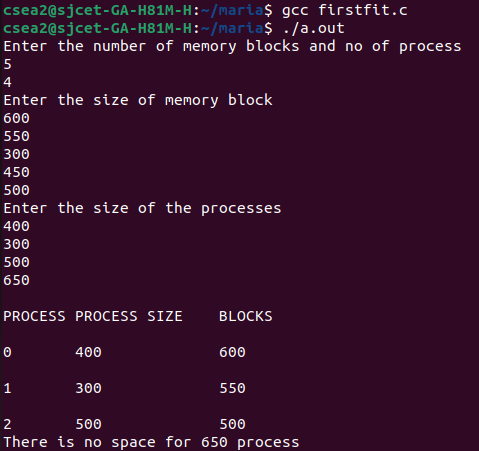 csea2@sjcet-GA-H81M-H:~/maria$ gcc firstfit.c
csea2@sjcet-GA-H81M-H:~/maria$ ./a.out
Enter the number of memory blocks and no of process
5
4
Enter the size of memory block
600
550
300
450
500
Enter the size of the processes
400
300
500
650
PROCESS PROCESS SIZE    BLOCKS
0       400             600
1       300             550
2       500             500
There is no space for 650 process